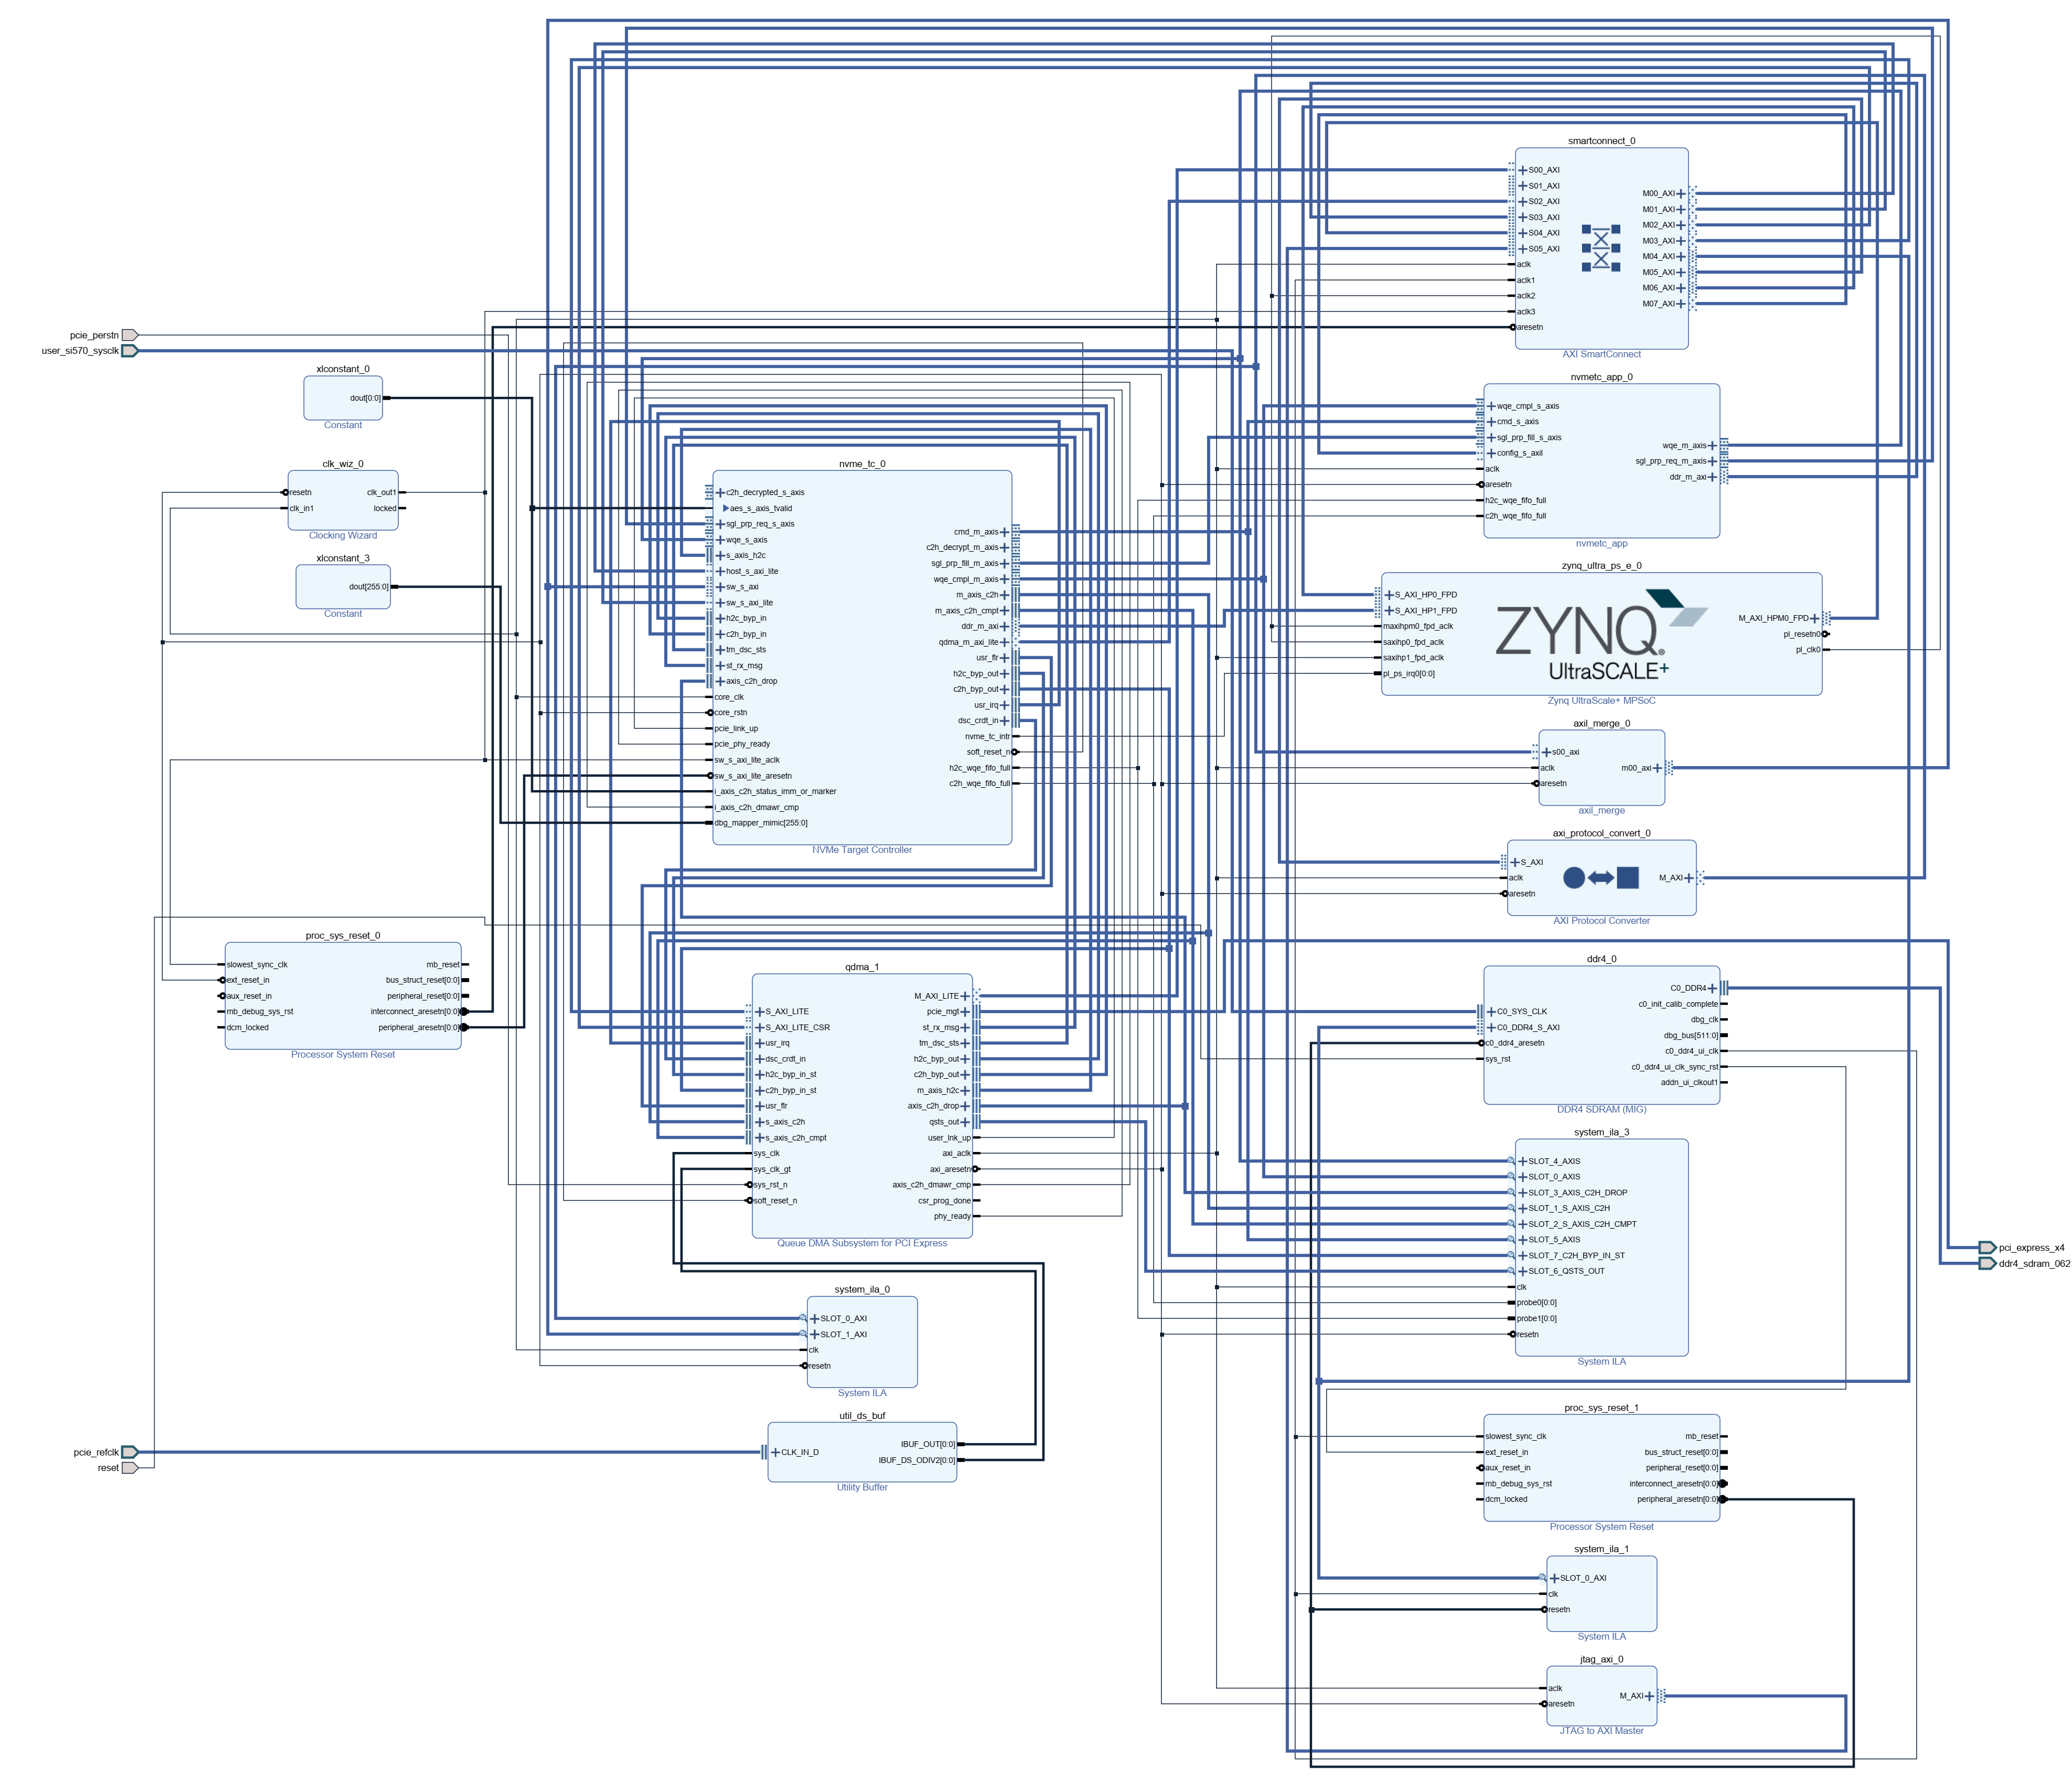 pcie_perstn
user_si570_sysclk
xlconstant_0
dout[0:0]
Constant
clk_wiz_0
resetn
clk_in1
clk_out1
locked
Clocking Wizard
xlconstant_3
dout[255:0]
Constant
proc_sys_reset_0
slowest_sync_clk
ext_reset_in
aux_reset_in
mb_debug_sys_rst
dcm_locked
mb_reset
bus_struct_reset[0:0]
peripheral_reset[0:0]
interconnect_aresetn[0:0]
peripheral_aresetn[0:0]
Processor System Reset
pcie_refclk
reset
nvme_tc_0
c2h_decrypted_s_axis
aes_s_axis_tvalid
sgl_prp_req_s_axis
wqe_s_axis
s_axis_h2c
host_s_axi_lite
sw_s_axi
sw_s_axi_lite
h2c_byp_in
c2h_byp_in
tm_dsc_sts
st_rx_msg
axis_c2h_drop
core_clk
core_rstn
pcie_link_up
pcie_phy_ready
sw_s_axi_lite_aclk
sw_s_axi_lite_aresetn
i_axis_c2h_status_imm_or_marker
i_axis_c2h_dmawr_cmp
dbg_mapper_mimic[255:0]
cmd_m_axis
c2h_decrypt_m_axis
sgl_prp_fill_m_axis
wqe_cmpl_m_axis
m_axis_c2h
m_axis_c2h_cmpt
ddr_m_axi
qdma_m_axi_lite
usr_flr
h2c_byp_out
c2h_byp_out
usr_irq
dsc_crdt_in
nvme_tc_intr
soft_reset_n
h2c_wqe_fifo_full
c2h_wqe_fifo_full
NVMe Target Controller
qdma_1
S_AXI_LITE
S_AXI_LITE_CSR
usr_irq
dsc_crdt_in
h2c_byp_in_st
c2h_byp_in_st
usr_flr
s_axis_c2h
s_axis_c2h_cmpt
sys_clk
sys_clk_gt
sys_rst_n
soft_reset_n
M_AXI_LITE
pcie_mgt
st_rx_msg
tm_dsc_sts
h2c_byp_out
c2h_byp_out
m_axis_h2c
axis_c2h_drop
qsts_out
user_lnk_up
axi_aclk
axi_aresetn
axis_c2h_dmawr_cmp
csr_prog_done
phy_ready
Queue DMA Subsystem for PCI Express
system_ila_0
SLOT_0_AXI
SLOT_1_AXI
clk
resetn
System ILA
util_ds_buf
CLK_IN_D
IBUF_OUT[0:0]
IBUF_DS_ODIV2[0:0]
Utility Buffer
smartconnect_0
S00_AXI
S01_AXI
S02_AXI
S03_AXI
S04_AXI
S05_AXI
aclk
aclk1
aclk2
aclk3
aresetn
M00_AXI
M01_AXI
M02_AXI
M03_AXI
M04_AXI
M05_AXI
M06_AXI
M07_AXI
AXI SmartConnect
nvmetc_app_0
wqe_cmpl_s_axis
cmd_s_axis
sgl_prp_fill_s_axis
config_s_axil
aclk
aresetn
h2c_wqe_fifo_full
c2h_wqe_fifo_full
wqe_m_axis
sgl_prp_req_m_axis
ddr_m_axi
nvmetc_app
zynq_ultra_ps_e_0
S_AXI_HP0_FPD
S_AXI_HP1_FPD
maxihpm0_fpd_aclk
saxihp0_fpd_aclk
saxihp1_fpd_aclk
pl_ps_irq0[0:0]
ZYNQ
UltraSCALE+
M_AXI_HPM0_FPD
pl_resetn0
pl_clk0
Zynq UltraScale+ MPSoC
axil_merge_0
s00_axi
aclk
aresetn
m00_axi
axil_merge
axi_protocol_convert_0
S_AXI
aclk
aresetn
M_AXI
AXI Protocol Converter
ddr4_0
C0_SYS_CLK
C0_DDR4_S_AXI
c0_ddr4_aresetn
sys_rst
C0_DDR4
c0_init_calib_complete
dbg_clk
dbg_bus[511:0]
c0_ddr4_ui_clk
c0_ddr4_ui_clk_sync_rst
addn_ui_clkout1
DDR4 SDRAM (MIG)
system_ila_3
SLOT_4_AXIS
SLOT_0_AXIS
SLOT_3_AXIS_C2H_DROP
SLOT_1_S_AXIS_C2H
SLOT_2_S_AXIS_C2H_CMPT
SLOT_5_AXIS
SLOT_7_C2H_BYP_IN_ST
SLOT_6_QSTS_OUT
clk
probe0[0:0]
probe1[0:0]
resetn
System ILA
proc_sys_reset_1
slowest_sync_clk
ext_reset_in
aux_reset_in
mb_debug_sys_rst
dcm_locked
mb_reset
bus_struct_reset[0:0]
peripheral_reset[0:0]
interconnect_aresetn[0:0]
peripheral_aresetn[0:0]
Processor System Reset
system_ila_1
SLOT_0_AXI
clk
resetn
System ILA
jtag_axi_0
aclk
aresetn
M_AXI
JTAG to AXI Master
pci_express_x4
ddr4_sdram_062